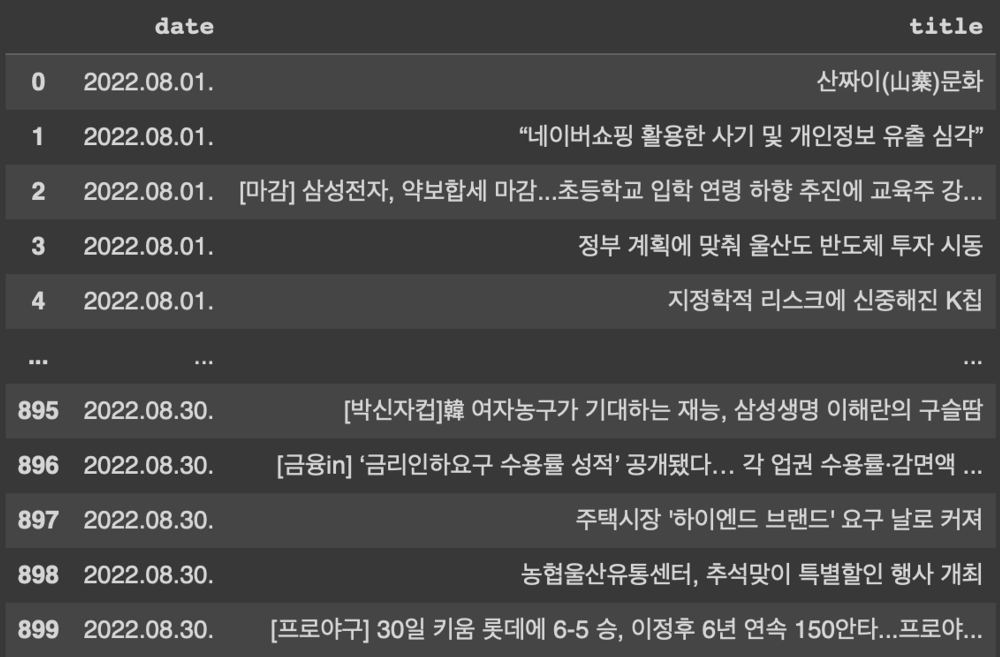 date title
0 2022.08.01. 산짜이(山寨)문화
1 2022.08.01. “네이버쇼핑 활용한 사기 및 개인정보 유출 심각”
2 2022.08.01. [마감] 삼성전자, 약보합세 마감...초등학교 입학 연령 하향 추진에 교육주 강...
3 2022.08.01. 정부 계획에 맞춰 울산도 반도체 투자 시동
4 2022.08.01. 지정학적 리스크에 신중해진 K칩
... ... ...
895 2022.08.30. [박신자컵]韓 여자농구가 기대하는 재능, 삼성생명 이해란의 구슬땀
896 2022.08.30. [금융in] ‘금리인하요구 수용률 성적’ 공개됐다… 각 업권 수용률·감면액 ...
897 2022.08.30. 주택시장 '하이엔드 브랜드' 요구 날로 커져
898 2022.08.30. 농협울산유통센터, 추석맞이 특별할인 행사 개최
899 2022.08.30. [프로야구] 30일 키움 롯데에 6-5 승, 이정후 6년 연속 150안타...프로야...